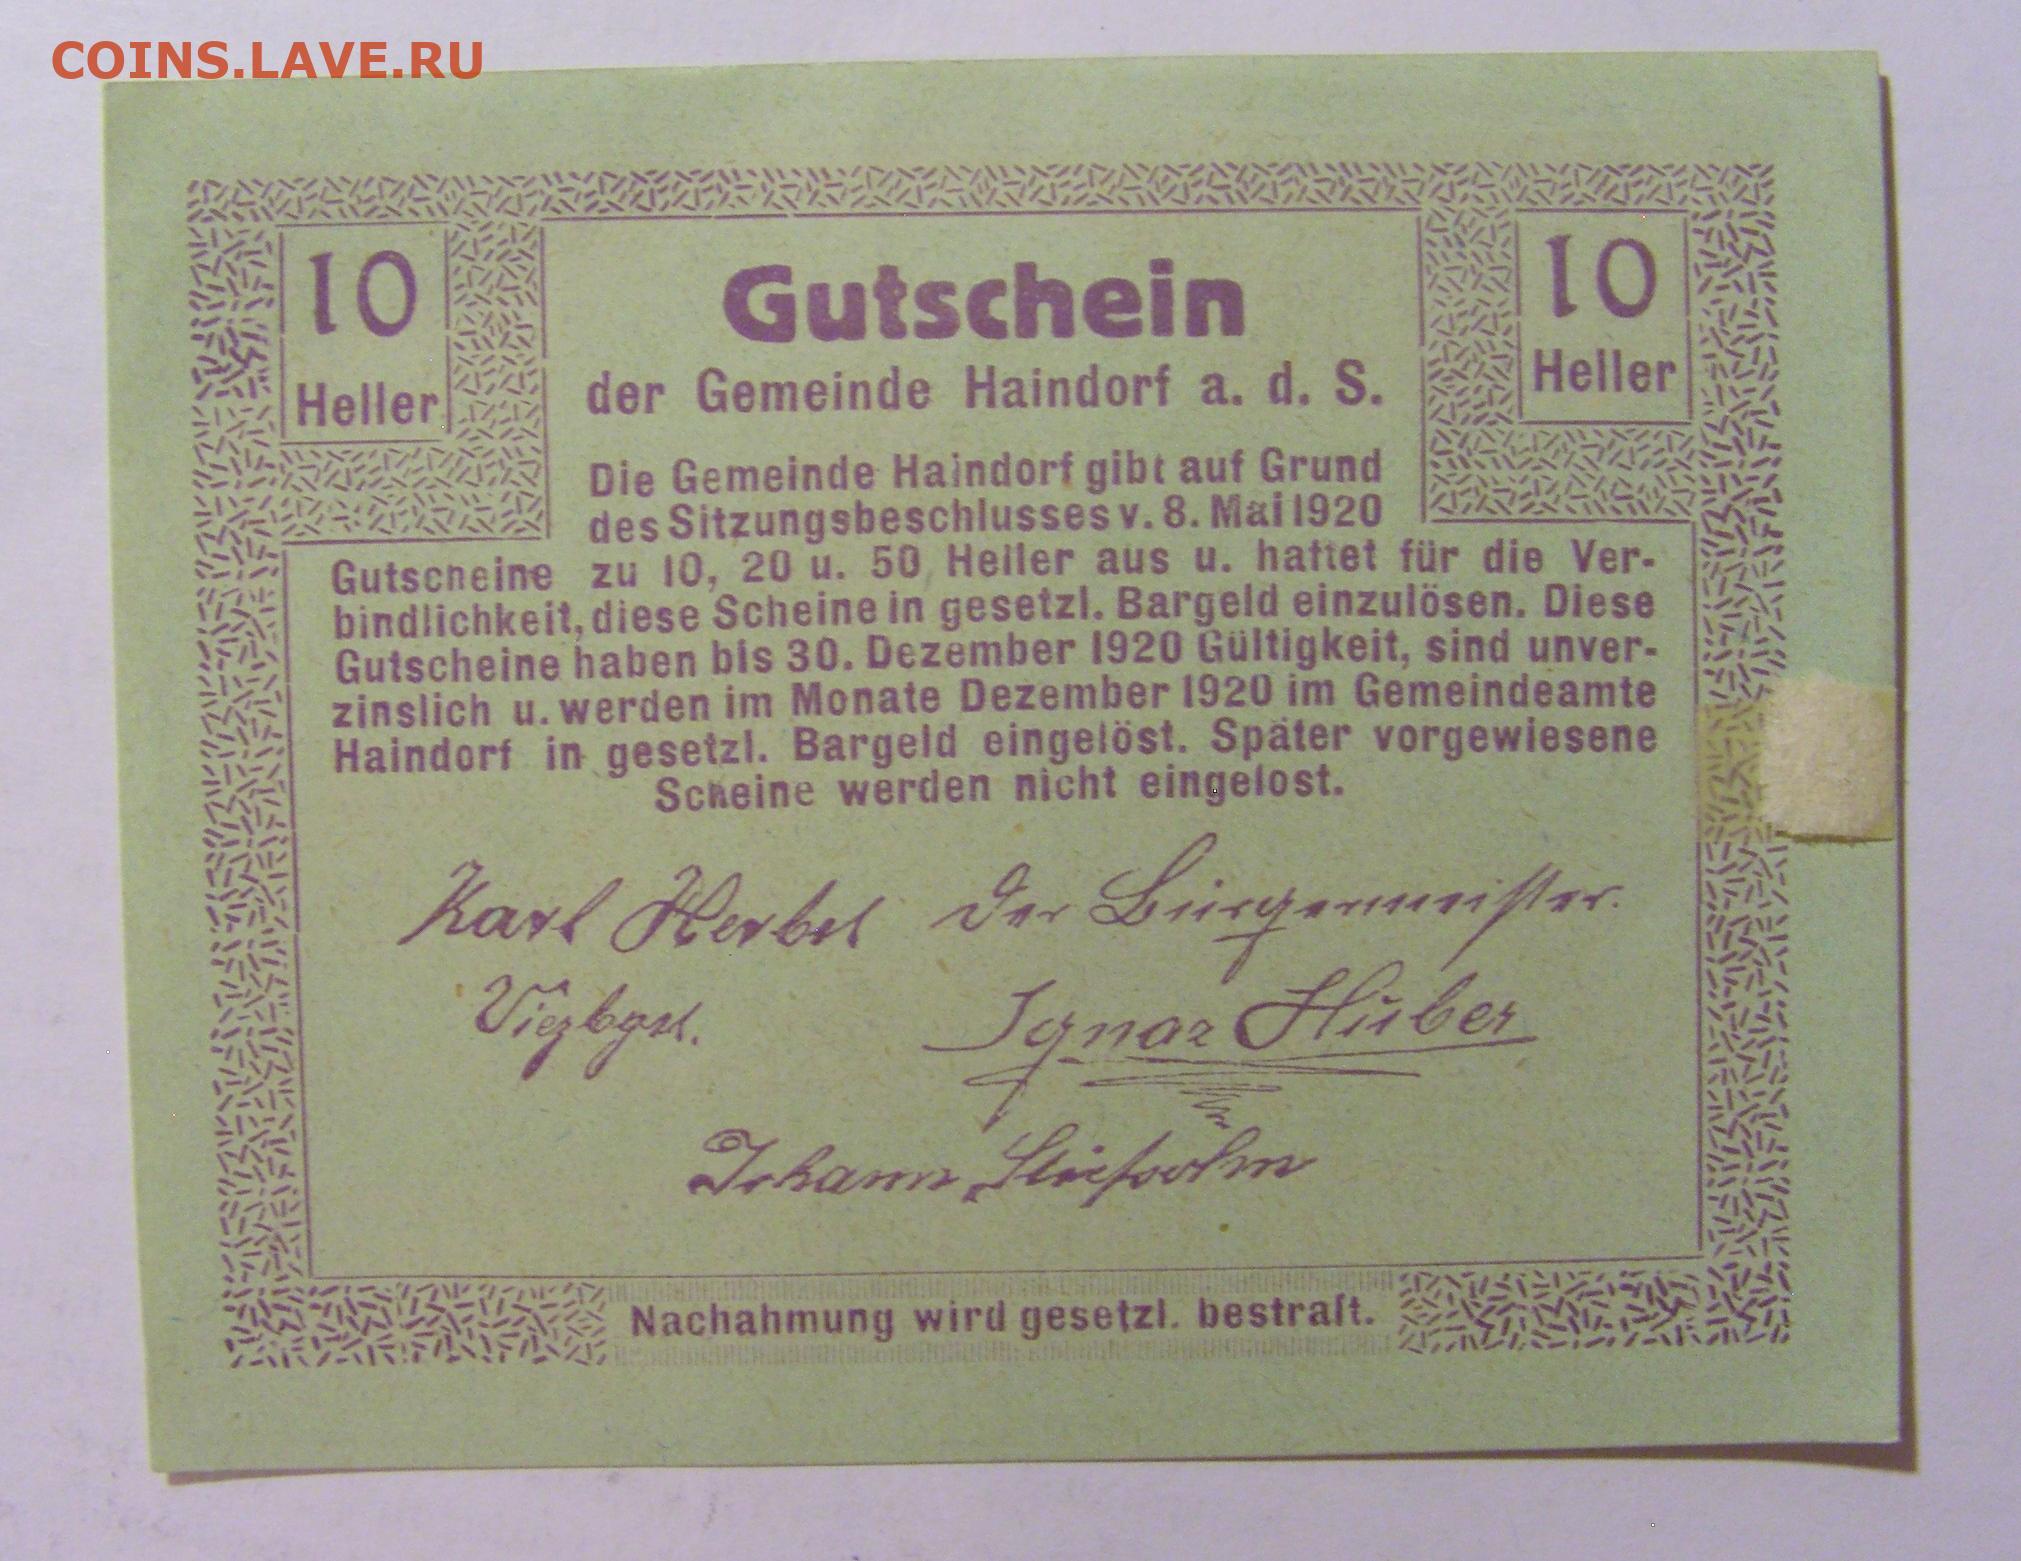 COINS.LAVE.RU
10
Heller
10
Heller
Gutschein
der Gemeinde Haindorf a. d. S.
Die Gemeinde Haindorf gibt auf Grund
des Sitzungsbeschlusses v. 8. Mai 1920
Gutscheine zu 10, 20 u. 50 Heller aus u. haftet für die Ver-
bindlichkeit, diese Scheine in gesetzl. Bargeld einzulösen. Diese
Gutscheine haben bis 30. Dezember 1920 Gültigkeit, sind unver-
zinslich u. werden im Monate Dezember 1920 im Gemeindeamte
Haindorf in gesetzl. Bargeld eingelöst. Später vorgewiesene
Scheine werden nicht eingelost.
Karl Herbst Der Bürgermeister.
Vizbgst. Ignaz Huber
Johann
Nachahmung wird gesetzl. bestraft.